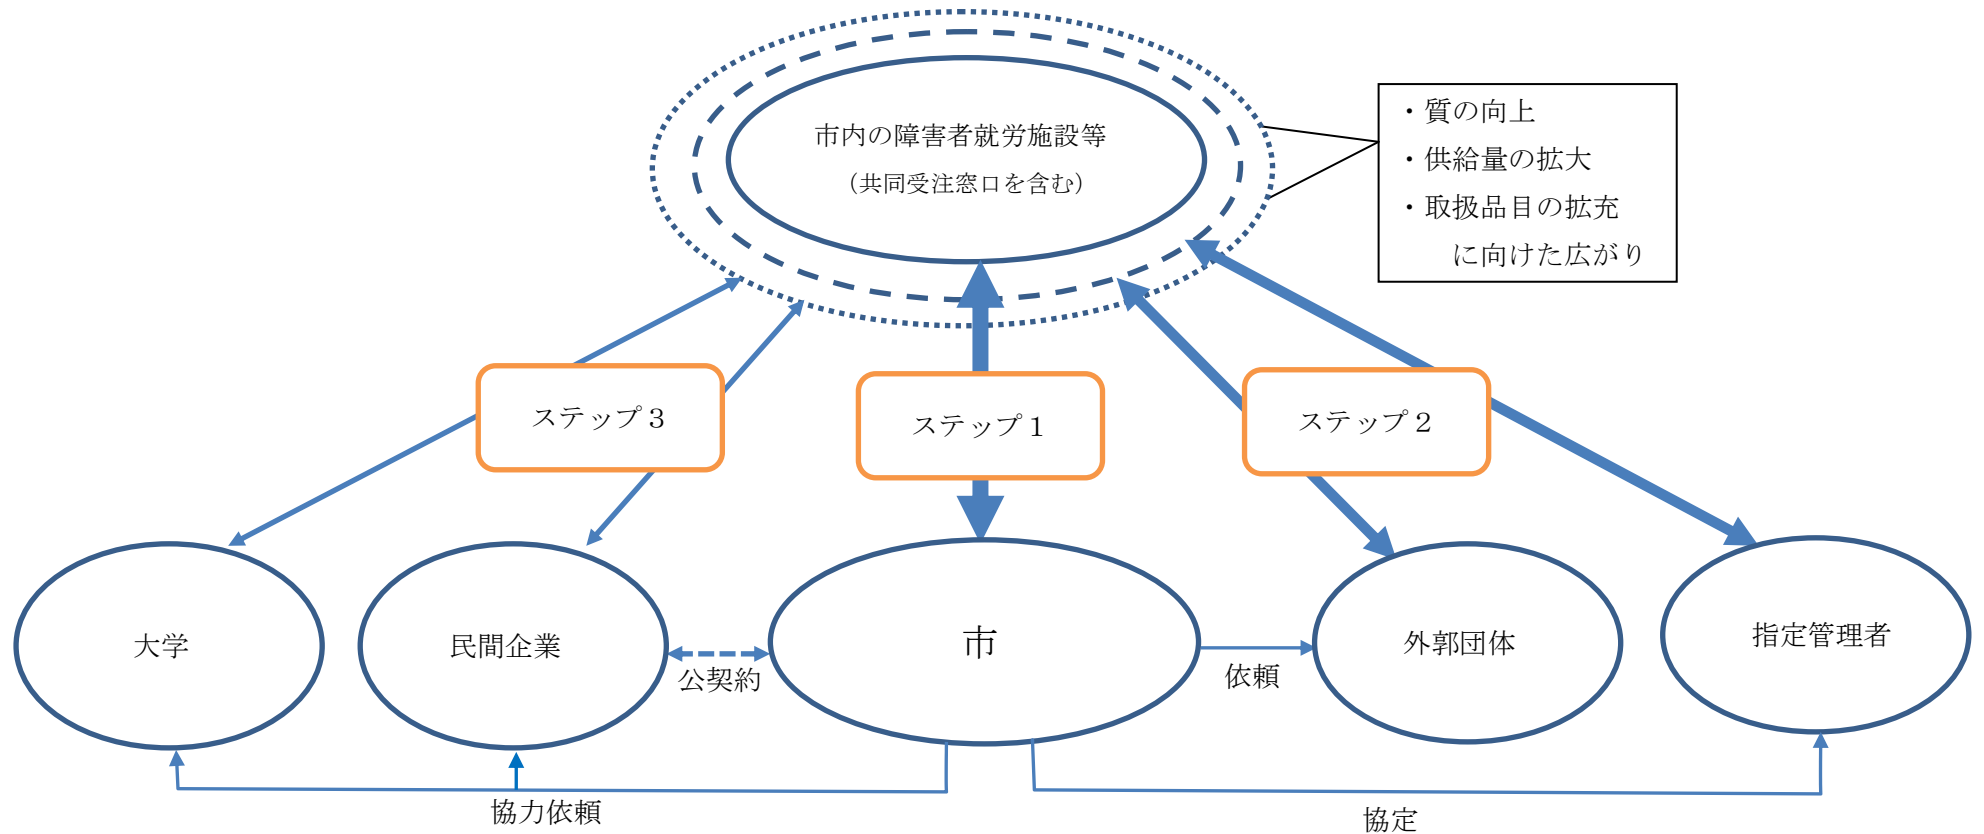 市内の障害者就労施設等
（共同受注窓口を含む）
・質の向上
・供給量の拡大
・取扱品目の拡充
に向けた広がり
ステップ３
ステップ１
ステップ２
大学
民間企業
市
外郭団体
指定管理者
公契約
依頼
協力依頼
協定